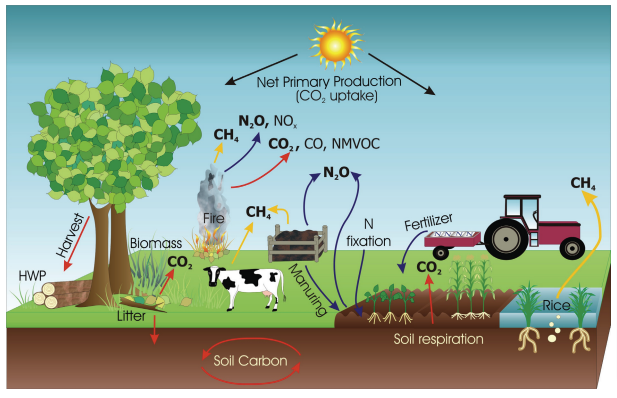 Net Primary Production
(CO₂ uptake)
N₂O, NOₓ
CH₄
CO₂, CO, NMVOC
N₂O
CH₄
Fire
CH₄
N
fixation
Fertilizer
Harvest
Biomass
CO₂
CO₂
HWP
Manuring
Litter
Rice
Soil respiration
Soil Carbon